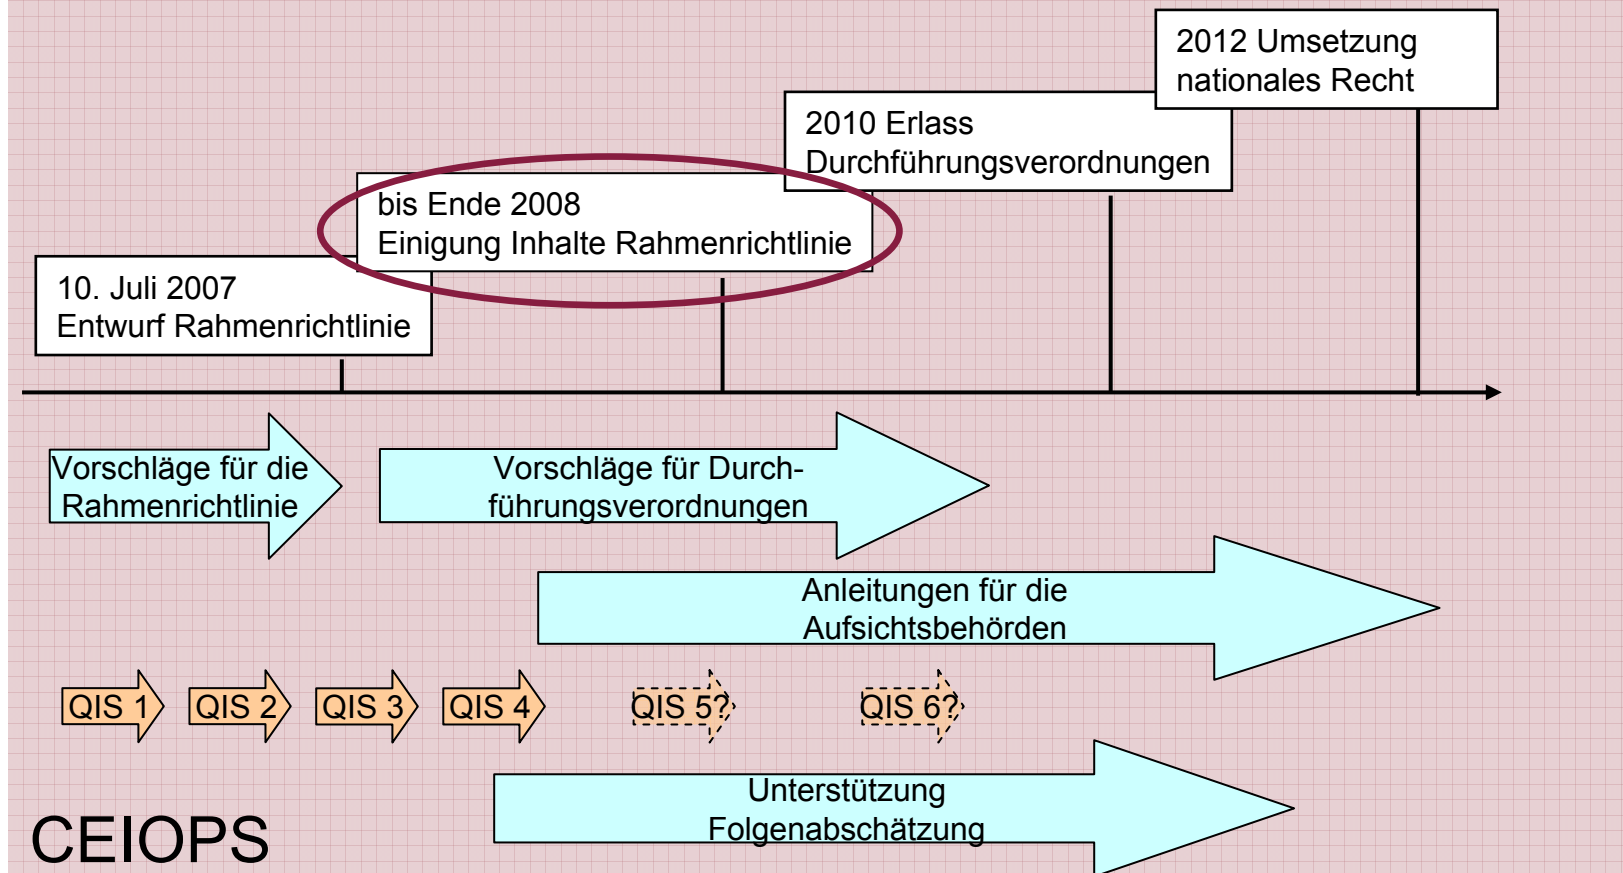 2012 Umsetzung
nationales Recht
2010 Erlass
Durchführungsverordnungen
bis Ende 2008
Einigung Inhalte Rahmenrichtlinie
10. Juli 2007
Entwurf Rahmenrichtlinie
Vorschläge für die
Rahmenrichtlinie
Vorschläge für Durch-
führungsverordnungen
Anleitungen für die
Aufsichtsbehörden
QIS 1
QIS 2
QIS 3
QIS 4
QIS 5?
QIS 6?
Unterstützung
Folgenabschätzung
CEIOPS